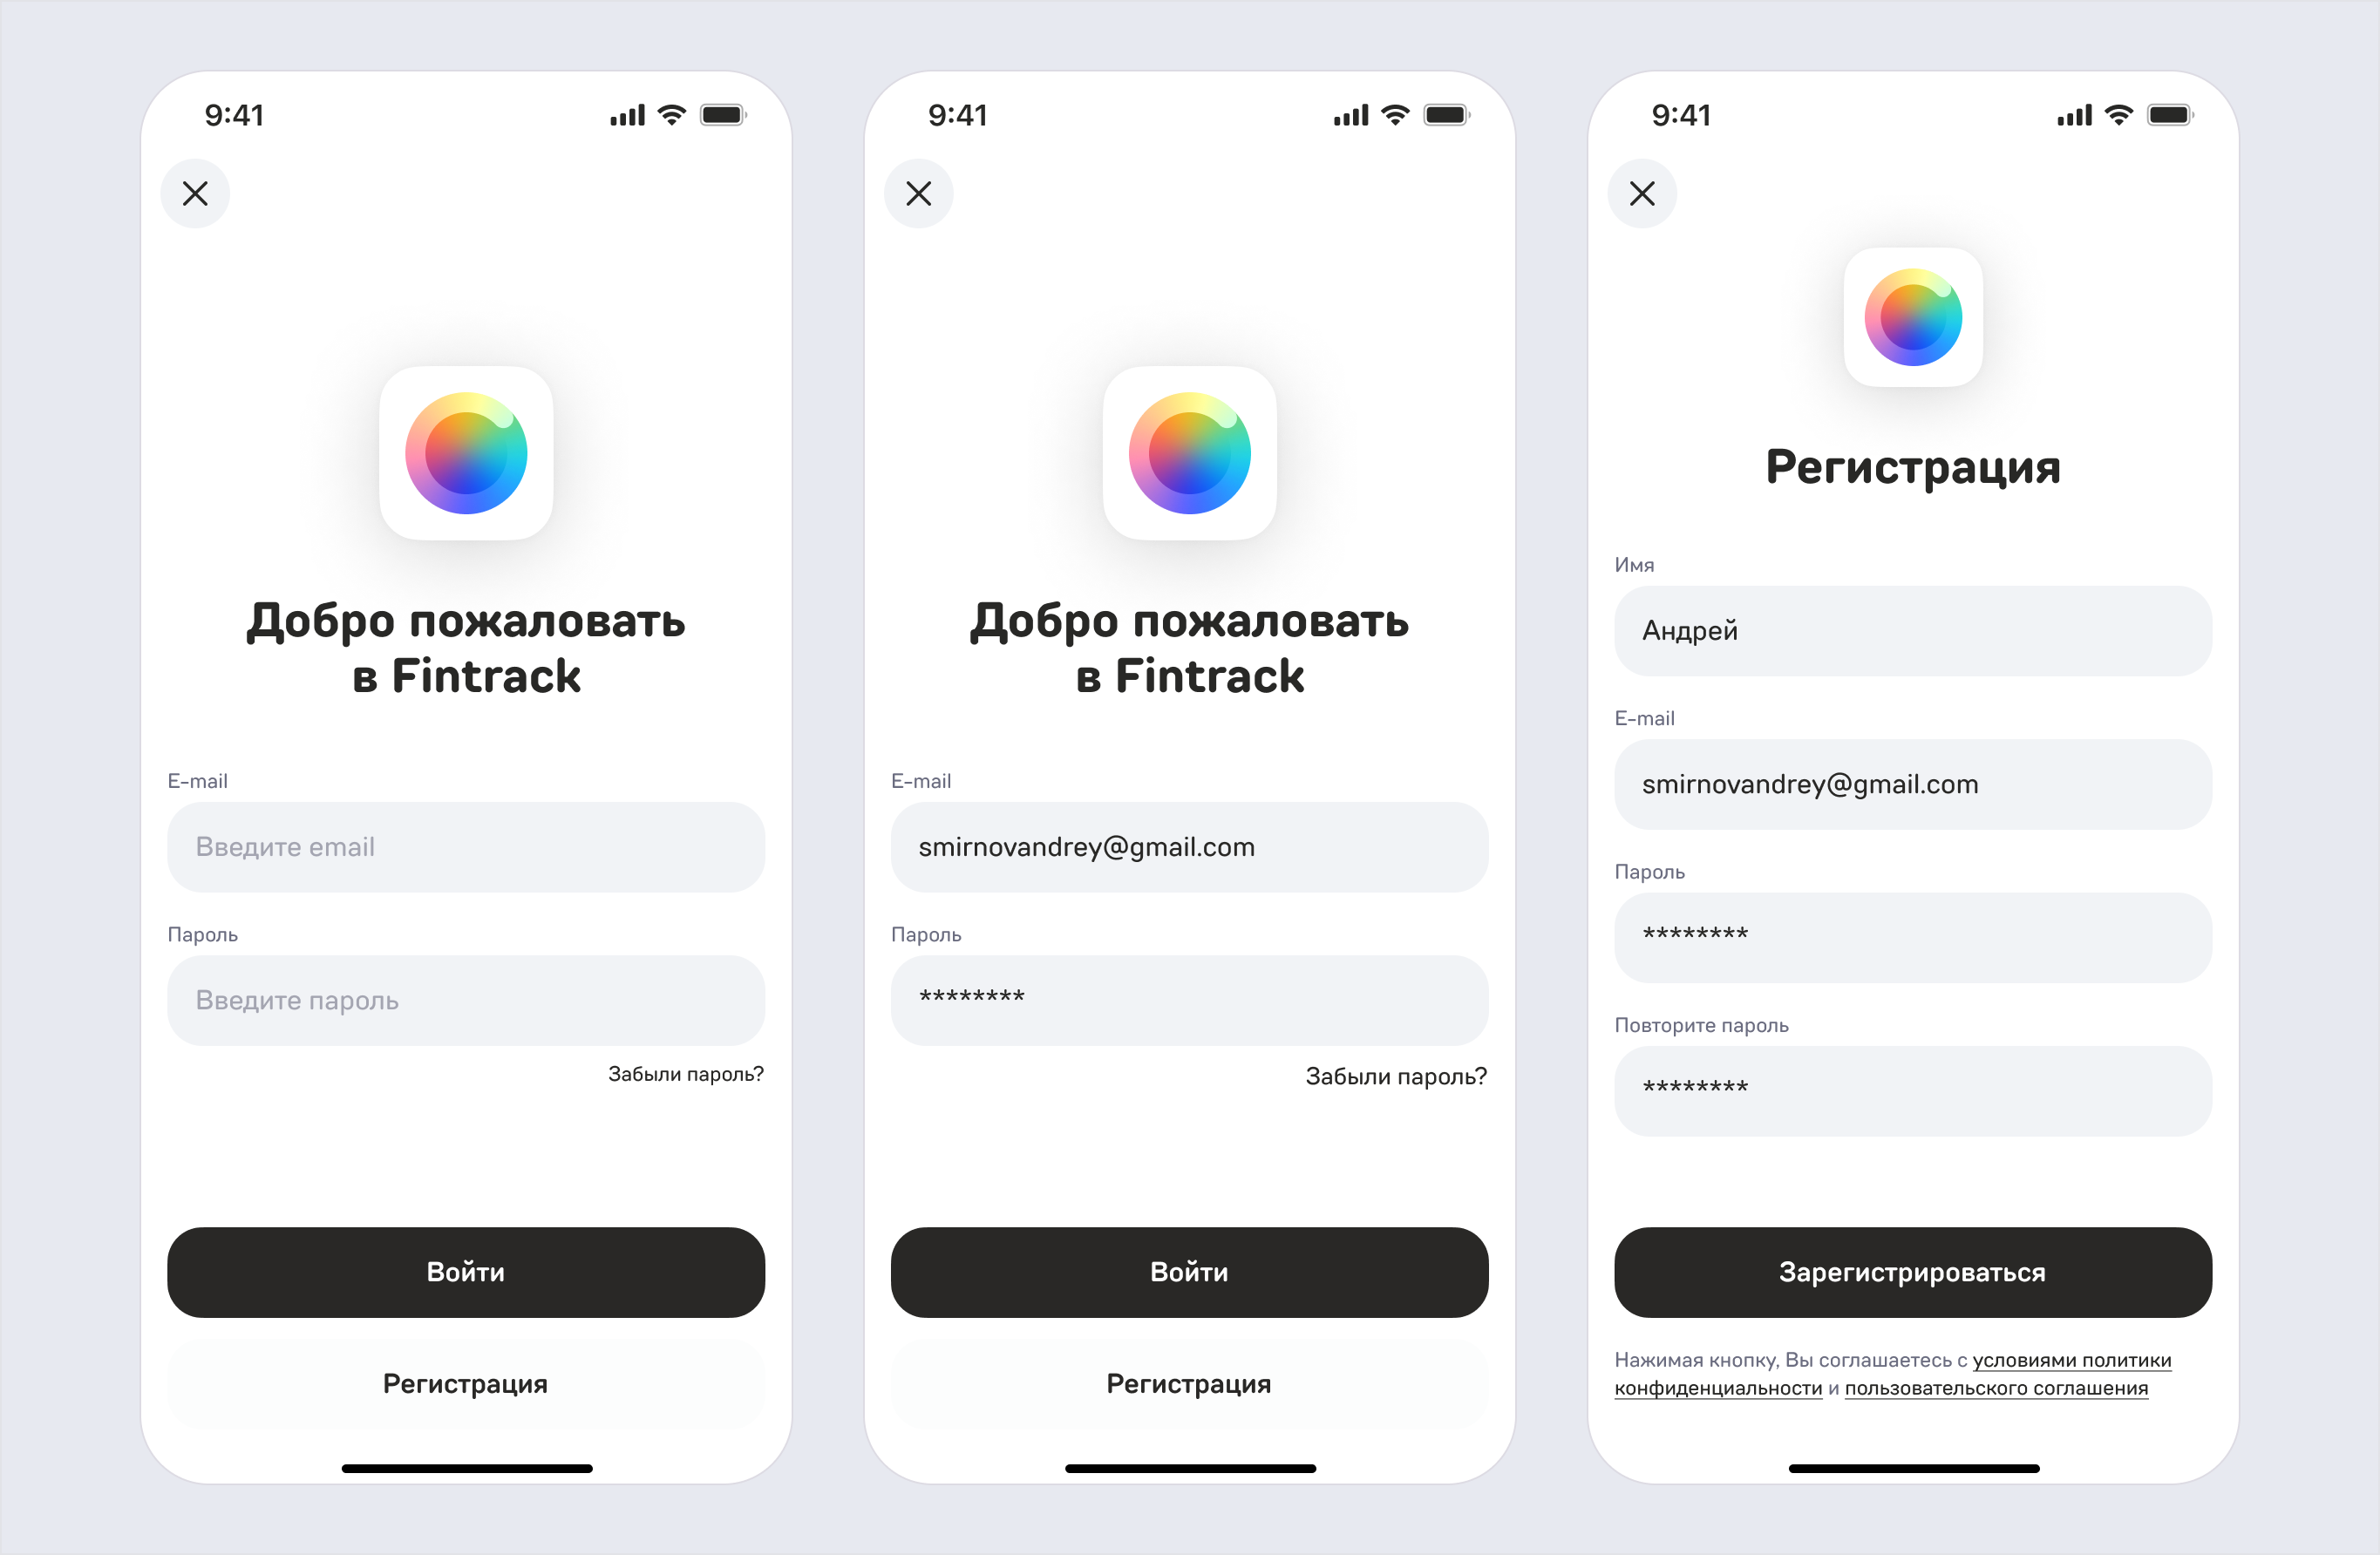 9:41
Добро пожаловать
в Fintrack
E-mail
Введите email
Пароль
Введите пароль
Забыли пароль?
Войти
Регистрация
9:41
Добро пожаловать
в Fintrack
E-mail
smirnovandrey@gmail.com
Пароль
********
Забыли пароль?
Войти
Регистрация
9:41
Регистрация
Имя
Андрей
E-mail
smirnovandrey@gmail.com
Пароль
********
Повторите пароль
********
Зарегистрироваться
Нажимая кнопку, Вы соглашаетесь с условиями политики
конфиденциальности и пользовательского соглашения